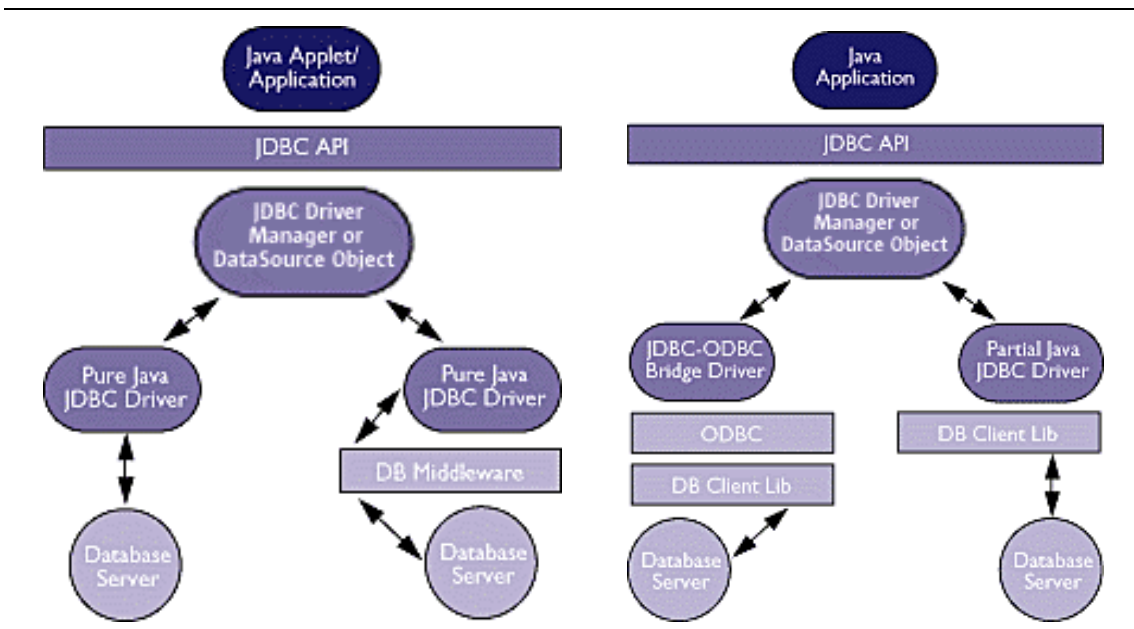 Java Applet/
Application
JDBC API
JDBC Driver
Manager or
DataSource Object
Pure Java
JDBC Driver
Pure Java
JDBC Driver
DB Middleware
Database
Server
Database
Server
Java
Application
JDBC API
JDBC Driver
Manager or
DataSource Object
JDBC-ODBC
Bridge Driver
Partial Java
JDBC Driver
ODBC
DB Client Lib
DB Client Lib
Database
Server
Database
Server